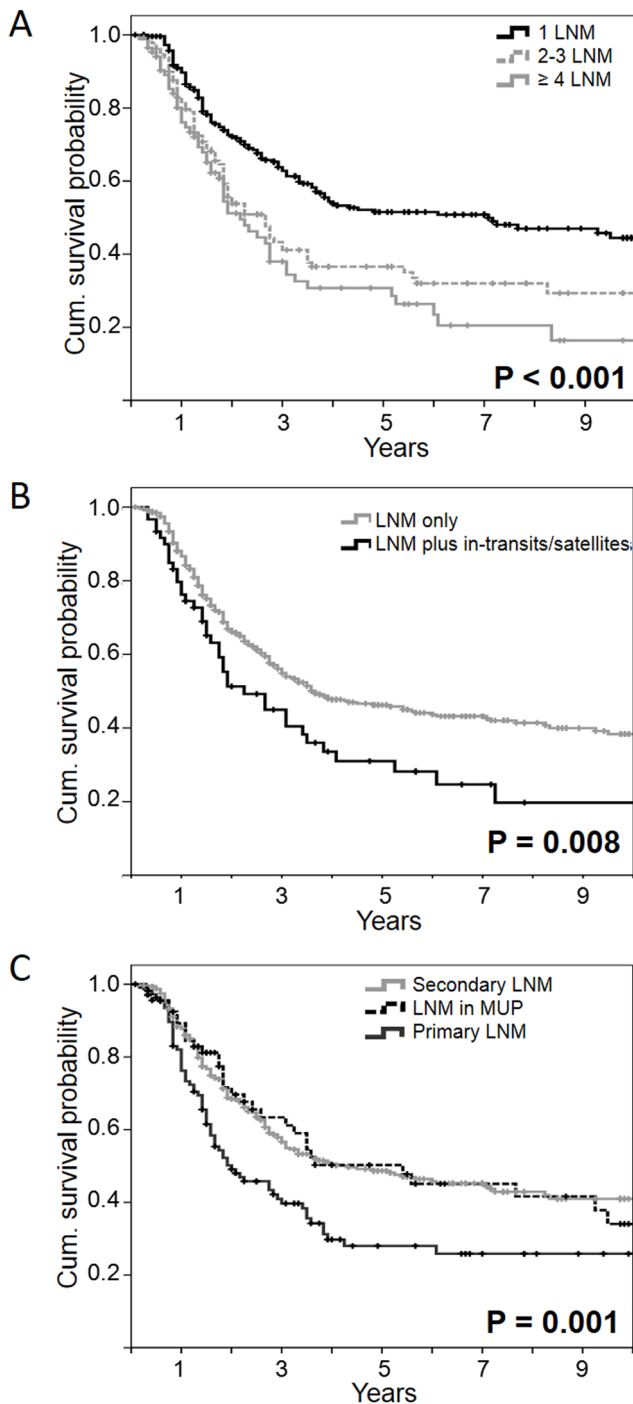 A
1 LNM
2-3 LNM
≥ 4 LNM
Cum. survival probability
1.0
0.8
0.6
0.4
0.2
P < 0.001
1 3 5 7 9
Years
B
LNM only
LNM plus in-transits/satellites
Cum. survival probability
1.0
0.8
0.6
0.4
0.2
P = 0.008
1 3 5 7 9
Years
C
Secondary LNM
LNM in MUP
Primary LNM
Cum. survival probability
1.0
0.8
0.6
0.4
0.2
P = 0.001
1 3 5 7 9
Years